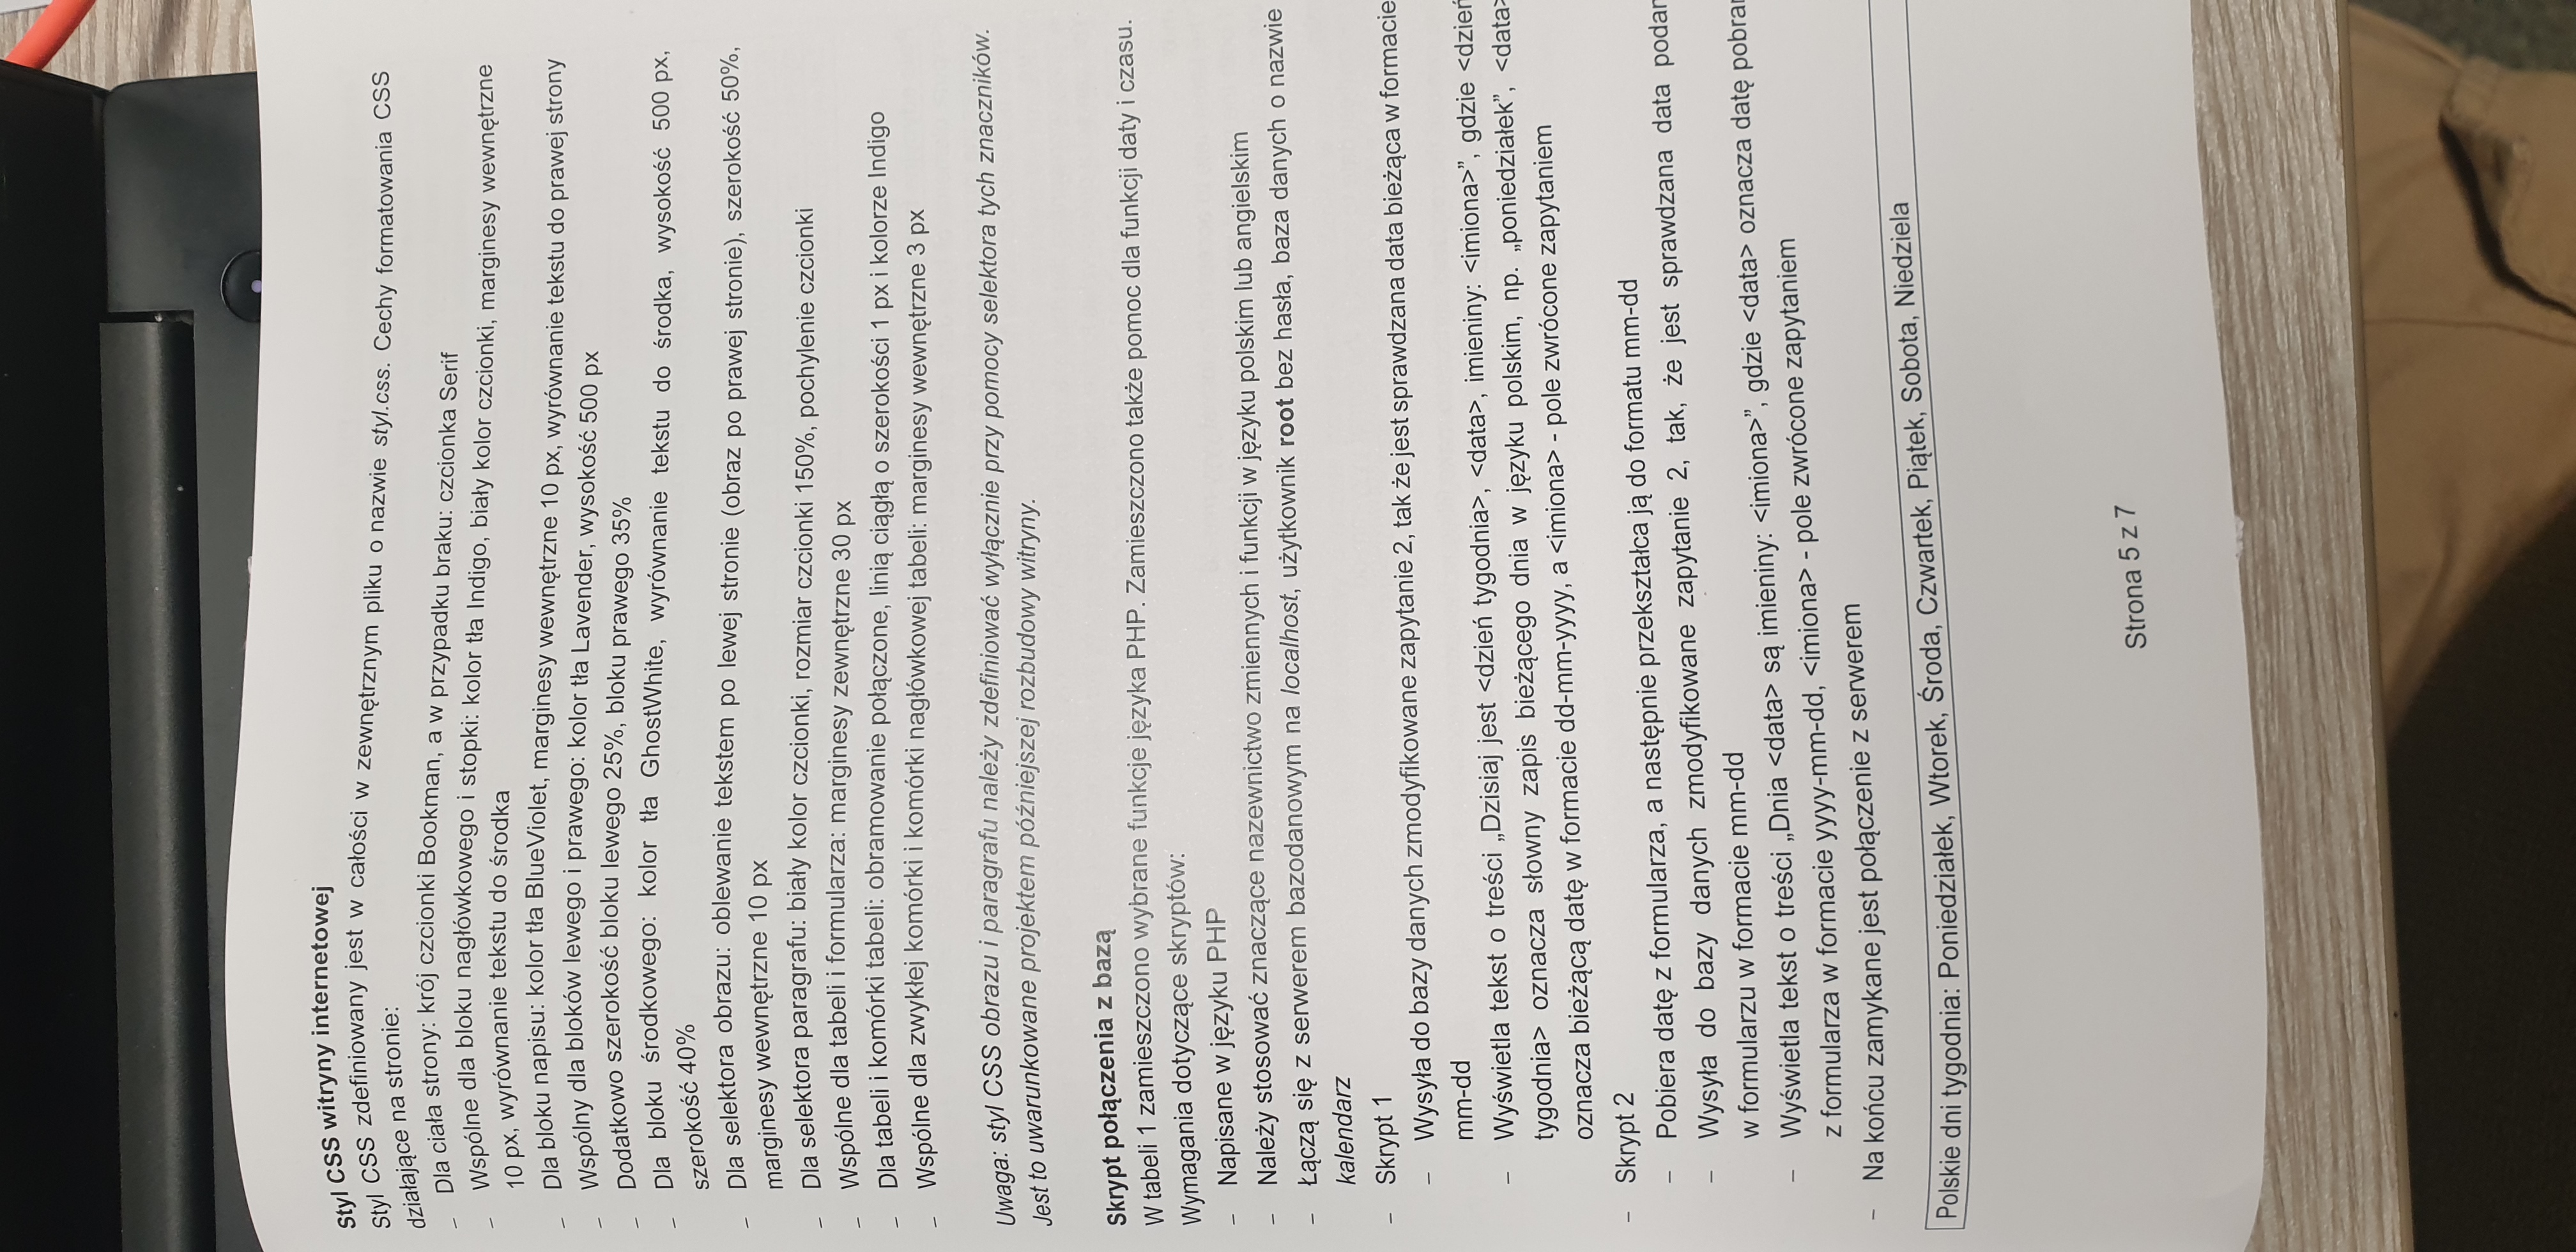 Styl CSS witryny internetowej
Styl CSS zdefiniowany jest w całości w zewnętrznym pliku o nazwie styl.css. Cechy formatowania CSS
działające na stronie:
– Dla ciała strony: krój czcionki Bookman, a w przypadku braku: czcionka Serif
– Wspólne dla bloku nagłówkowego i stopki: kolor tła Indigo, biały kolor czcionki, marginesy wewnętrzne
10 px, wyrównanie tekstu do środka
– Dla bloku napisu: kolor tła BlueViolet, marginesy wewnętrzne 10 px, wyrównanie tekstu do prawej strony
– Wspólny dla bloków lewego i prawego: kolor tła Lavender, wysokość 500 px
– Dodatkowo szerokość bloku lewego 25%, bloku prawego 35%
– Dla bloku środkowego: kolor tła GhostWhite, wyrównanie tekstu do środka, wysokość 500 px,
szerokość 40%
– Dla selektora obrazu: oblewanie tekstem po lewej stronie (obraz po prawej stronie), szerokość 50%,
marginesy wewnętrzne 10 px
– Dla selektora paragrafu: biały kolor czcionki, rozmiar czcionki 150%, pochylenie czcionki
– Wspólne dla tabeli i formularza: marginesy zewnętrzne 30 px
– Dla tabeli i komórki tabeli: obramowanie połączone, linią ciągłą o szerokości 1 px i kolorze Indigo
– Wspólne dla zwykłej komórki i komórki nagłówkowej tabeli: marginesy wewnętrzne 3 px
Uwaga: styl CSS obrazu i paragrafu należy zdefiniować wyłącznie przy pomocy selektora tych znaczników.
Jest to uwarunkowane projektem późniejszej rozbudowy witryny.
Skrypt połączenia z bazą
W tabeli 1 zamieszczono wybrane funkcje języka PHP. Zamieszczono także pomoc dla funkcji daty i czasu.
Wymagania dotyczące skryptów:
– Napisane w języku PHP
– Należy stosować znaczące nazewnictwo zmiennych i funkcji w języku polskim lub angielskim
– Łączą się z serwerem bazodanowym na localhost, użytkownik root bez hasła, baza danych o nazwie
kalendarz
– Skrypt 1
– Wysyła do bazy danych zmodyfikowane zapytanie 2, tak że jest sprawdzana data bieżąca w formacie
mm-dd
– Wyświetla tekst o treści „Dzisiaj jest <dzień tygodnia>, <data>, imieniny: <imiona>”, gdzie <dzień
tygodnia> oznacza słowny zapis bieżącego dnia w języku polskim, np. „poniedziałek”, <data>
oznacza bieżącą datę w formacie dd-mm-yyyy, a <imiona> - pole zwrócone zapytaniem
– Skrypt 2
– Pobiera datę z formularza, a następnie przekształca ją do formatu mm-dd
– Wysyła do bazy danych zmodyfikowane zapytanie 2, tak, że jest sprawdzana data
w formularzu w formacie mm-dd
– Wyświetla tekst o treści „Dnia <data> są imieniny: <imiona>”, gdzie <data> oznacza datę
z formularza w formacie yyyy-mm-dd, <imiona> - pole zwrócone zapytaniem
– Na końcu zamykane jest połączenie z serwerem
Polskie dni tygodnia: Poniedziałek, Wtorek, Środa, Czwartek, Piątek, Sobota, Niedziela
Strona 5 z 7